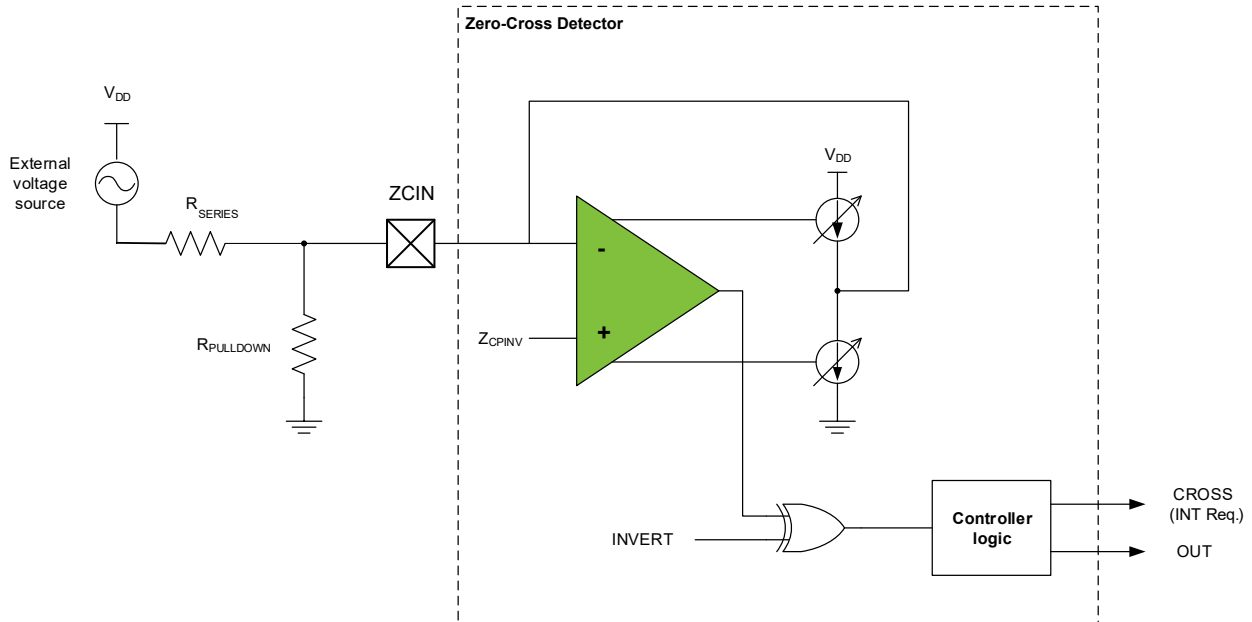 Zero-Cross Detector
VDD
External
voltage
source
RSERIES
ZCIN
VDD
-
+
RPULLDOWN
ZCPINV
INVERT
Controller
logic
CROSS
(INT Req.)
OUT